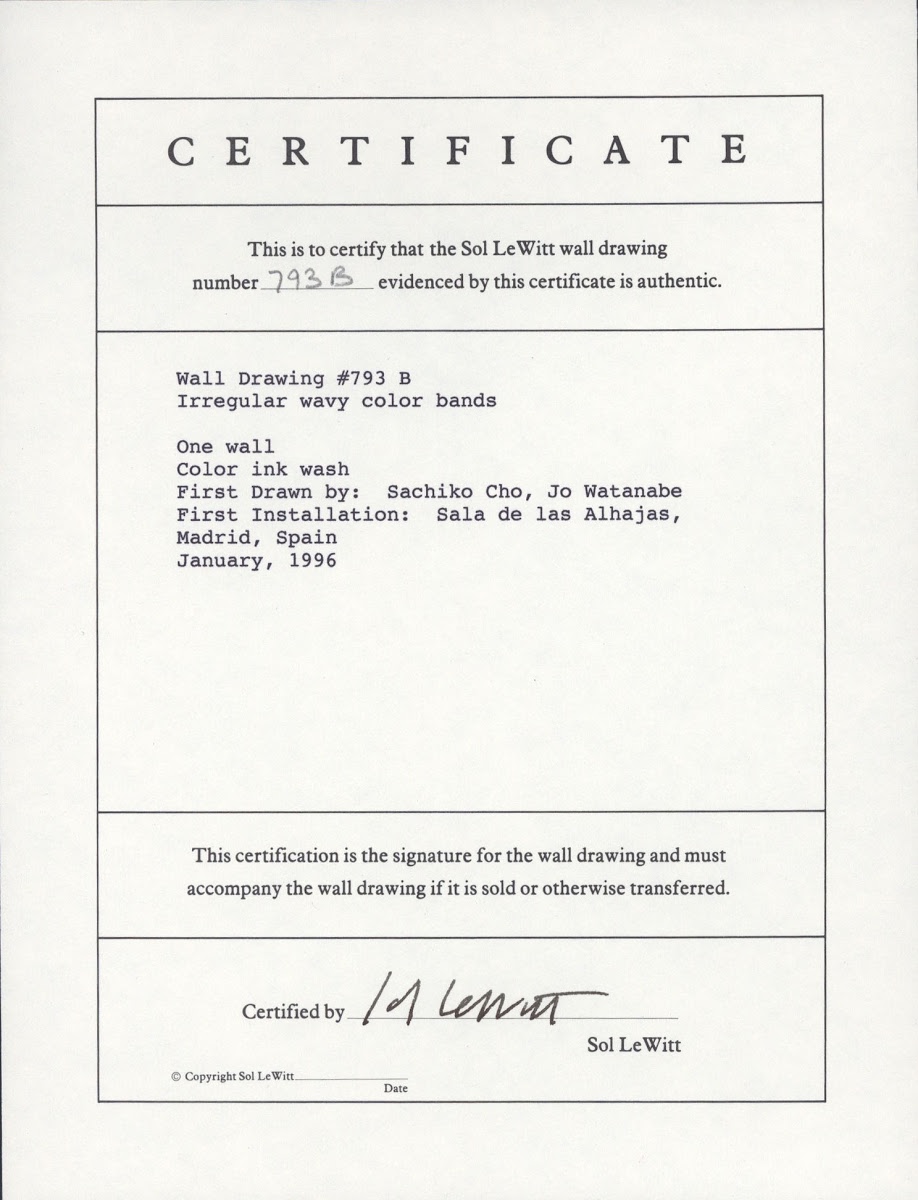 CERTIFICATE
This is to certify that the Sol LeWitt wall drawing
number 793 B evidenced by this certificate is authentic.
Wall Drawing #793 B
Irregular wavy color bands
One wall
Color ink wash
First Drawn by: Sachiko Cho, Jo Watanabe
First Installation: Sala de las Alhajas,
Madrid, Spain
January, 1996
This certification is the signature for the wall drawing and must
accompany the wall drawing if it is sold or otherwise transferred.
Certified by Sol LeWitt
Sol LeWitt
© Copyright Sol LeWitt
Date